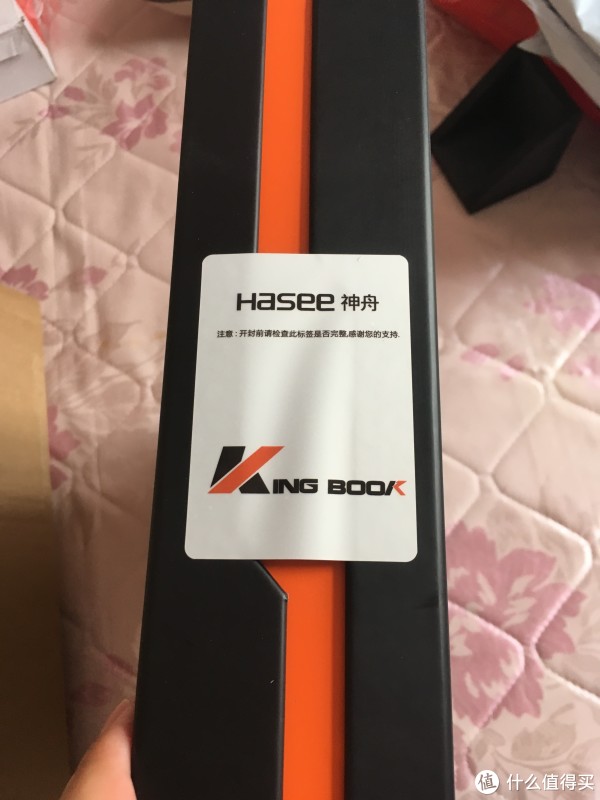 Hasee 神舟
注意:开封前请检查此标签是否完整,感谢您的支持.
KING BOOK
值 什么值得买